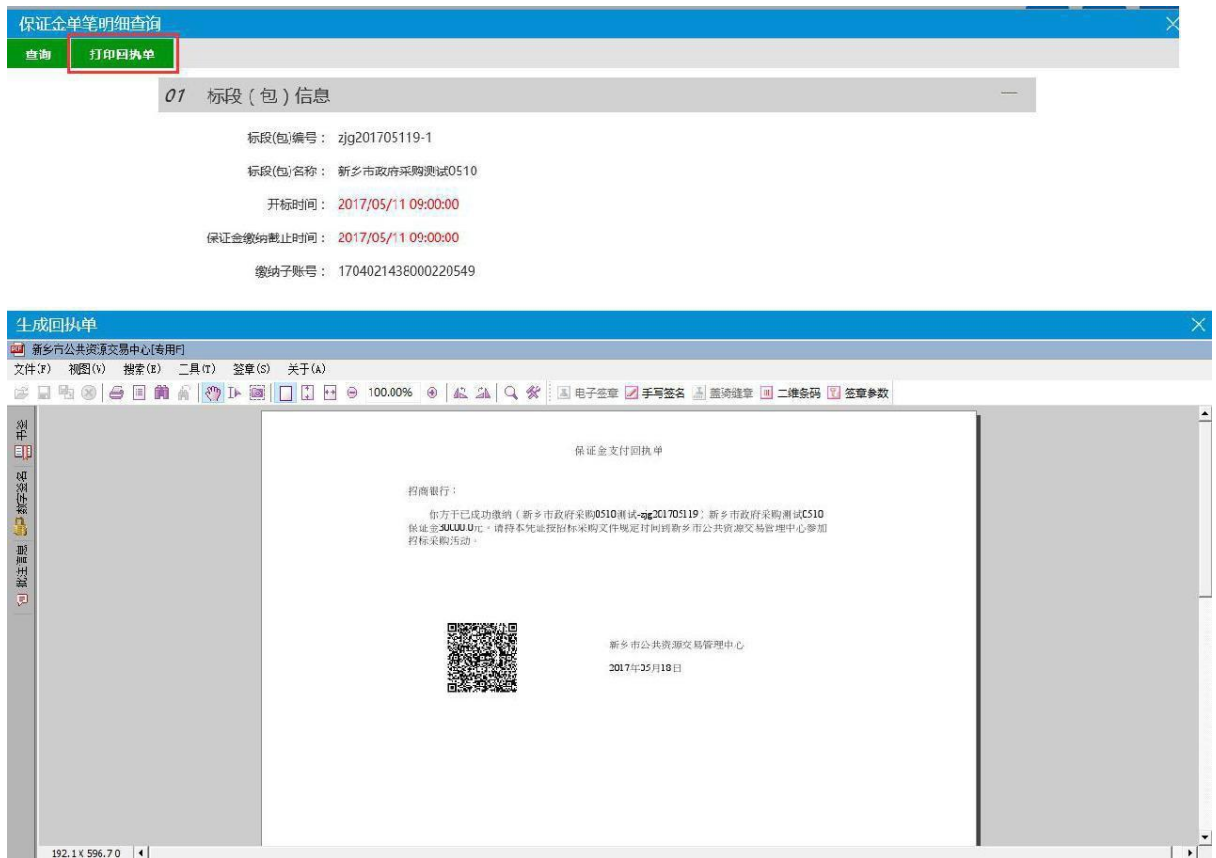 保证金单笔明细查询
查询 打印回执单
01 标段（包）信息
标段(包)编号： zjg201705119-1
标段(包)名称： 新乡市政府采购测试0510
开标时间： 2017/05/11 09:00:00
保证金缴纳截止时间： 2017/05/11 09:00:00
缴纳子账号： 1704021438000220549
生成回执单
新乡市公共资源交易中心[专用F]
文件(F) 视图(V) 搜索(E) 工具(T) 签章(S) 关于(A)
100.00% 电子签章 手写签名 盖骑缝章 二维条码 签章参数
书签
数字签名
批注信息
保证金支付回执单
招商银行：
你方于已成功缴纳（新乡市政府采购0510测试-zjg201705119）新乡市政府采购测试0510
保证金30000.0元。请持本凭证按招标采购文件规定时间到新乡市公共资源交易管理中心参加
招标采购活动。
新乡市公共资源交易管理中心
2017年05月18日
192.1 X 596.7 0